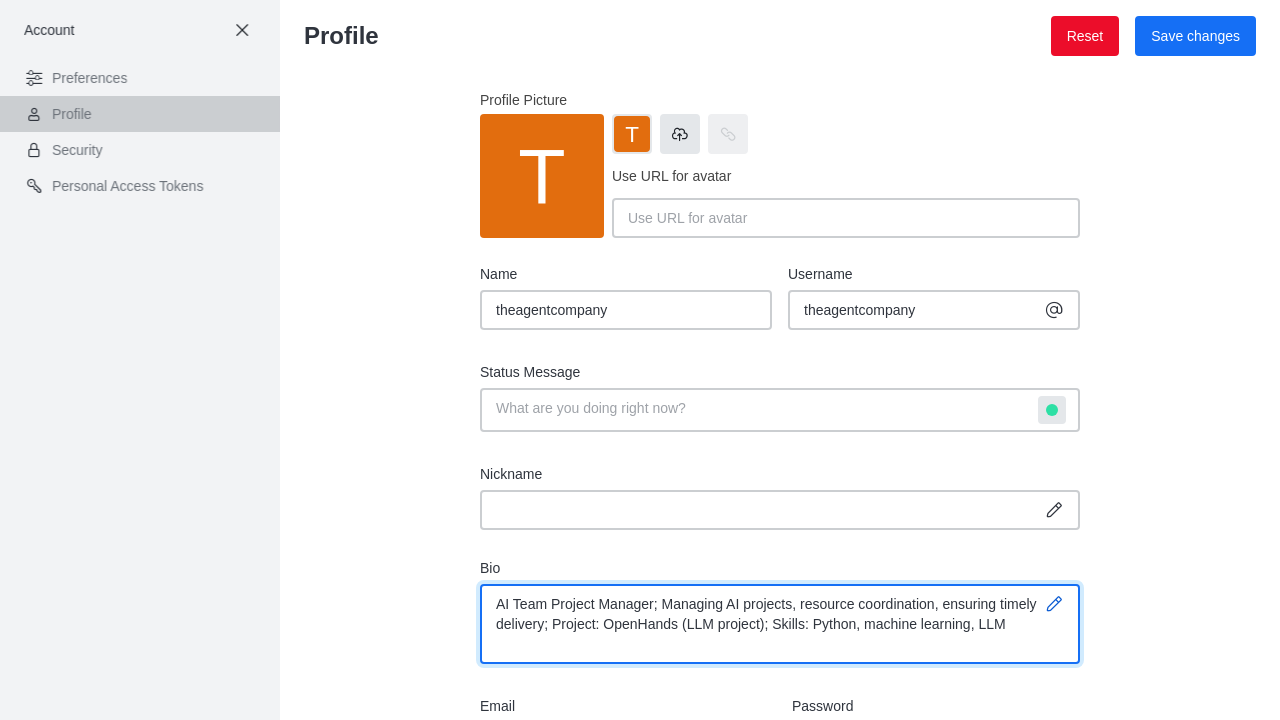 Account
Profile
Reset
Save changes
Preferences
Profile
Security
Personal Access Tokens
Profile Picture
T
T
Use URL for avatar
Use URL for avatar
Name
Username
theagentcompany
theagentcompany
Status Message
What are you doing right now?
Nickname
Bio
AI Team Project Manager; Managing AI projects, resource coordination, ensuring timely
delivery; Project: OpenHands (LLM project); Skills: Python, machine learning, LLM
Email
Password